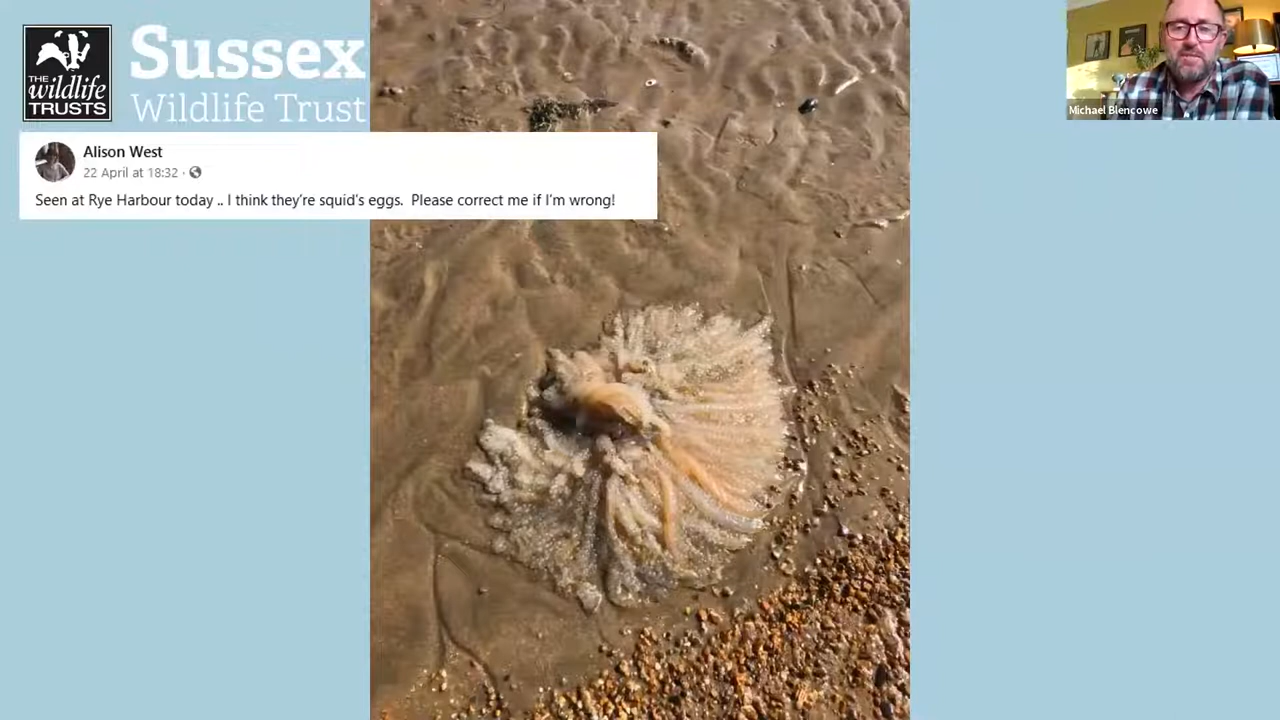 THE
wildlife
TRUSTS
Sussex
Wildlife Trust
Alison West
22 April at 18:32 ·
Seen at Rye Harbour today .. I think they're squid's eggs. Please correct me if I'm wrong!
Michael Blencowe